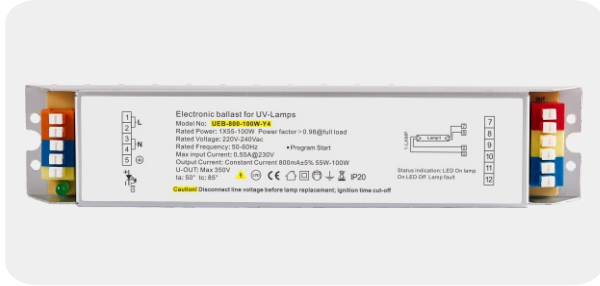 Electronic ballast for UV-Lamps
Model No: UEB-800-100W-Y4
Rated Power: 1X55-100W Power factor>0.98@full load
Rated Voltage: 220V-240Vac
Rated Frequency: 50-60Hz •Program Start
Max input Current: 0.55A@230V
Output Current: Constant Current 800mA±5% 55W-100W
U-OUT: Max 350V
ta: 50° tc: 85° IP20
Caution! Disconnect line voltage before lamp replacement; ignition time cut-off
1
2
3
4
5
L
N
1-LAMP
Lamp1
7
8
9
10
11
12
Status indication: LED On lamp
On LED Off Lamp fault
OUT